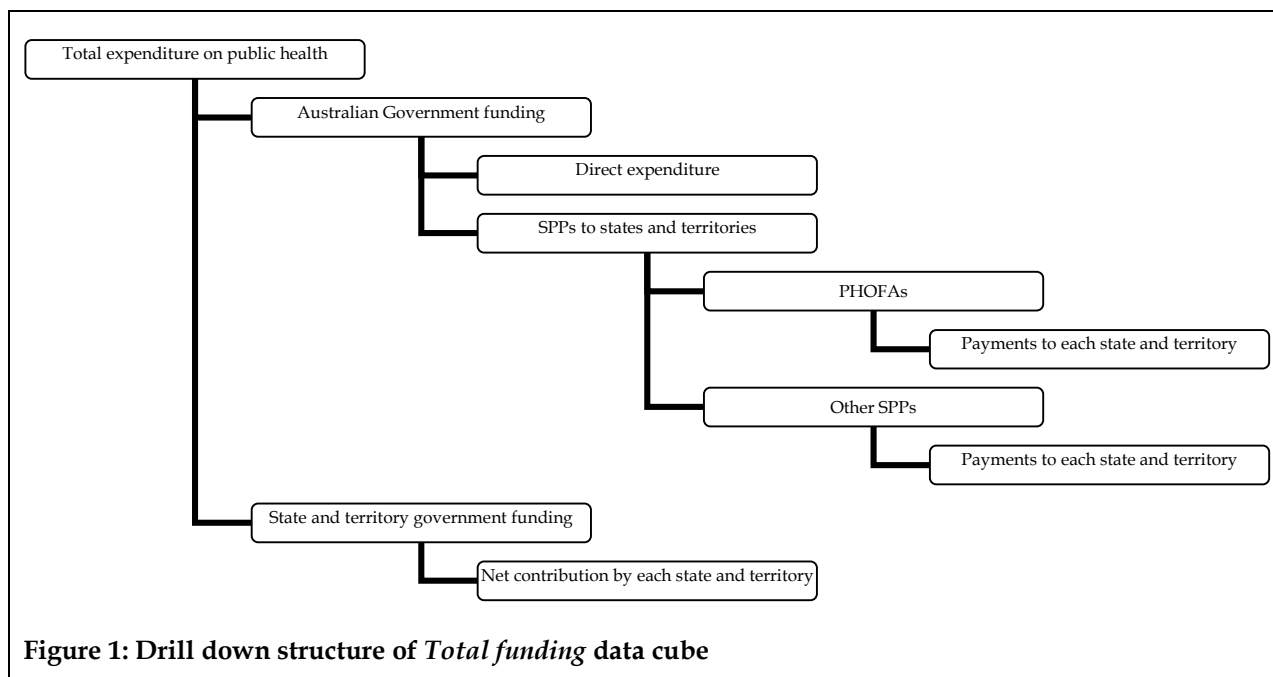 Total expenditure on public health
Australian Government funding
Direct expenditure
SPPs to states and territories
PHOFAs
Payments to each state and territory
Other SPPs
Payments to each state and territory
State and territory government funding
Net contribution by each state and territory
Figure 1: Drill down structure of Total funding data cube